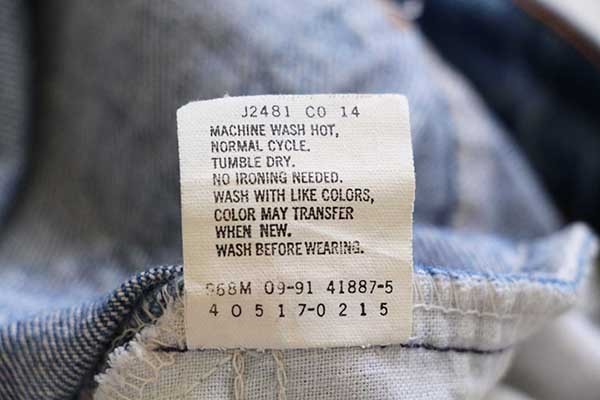 J2481 CO 14
MACHINE WASH HOT,
NORMAL CYCLE.
TUMBLE DRY.
NO IRONING NEEDED.
WASH WITH LIKE COLORS,
COLOR MAY TRANSFER
WHEN NEW.
WASH BEFORE WEARING.
09-91 41887-5
4 0 5 1 7-0 2 1 5